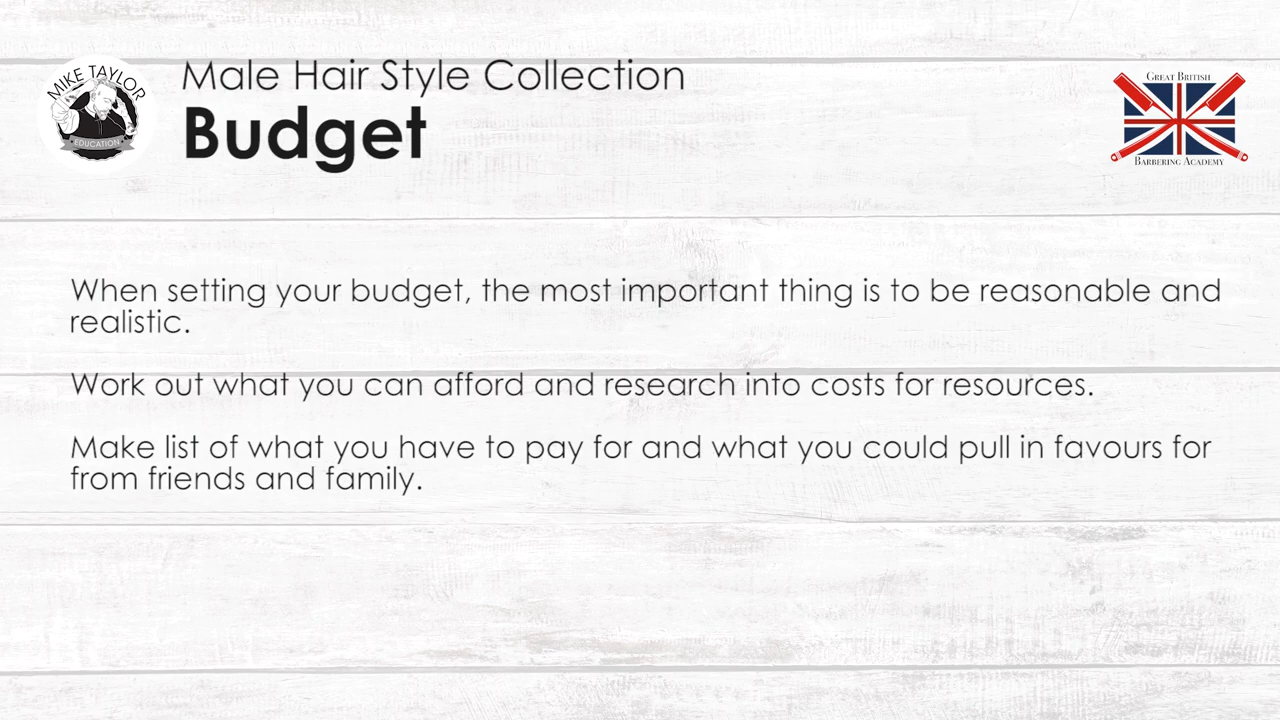 MIKE TAYLOR
EDUCATION
Male Hair Style Collection
Budget
GREAT BRITISH
BARBERING ACADEMY
When setting your budget, the most important thing is to be reasonable and
realistic.
Work out what you can afford and research into costs for resources.
Make list of what you have to pay for and what you could pull in favours for
from friends and family.